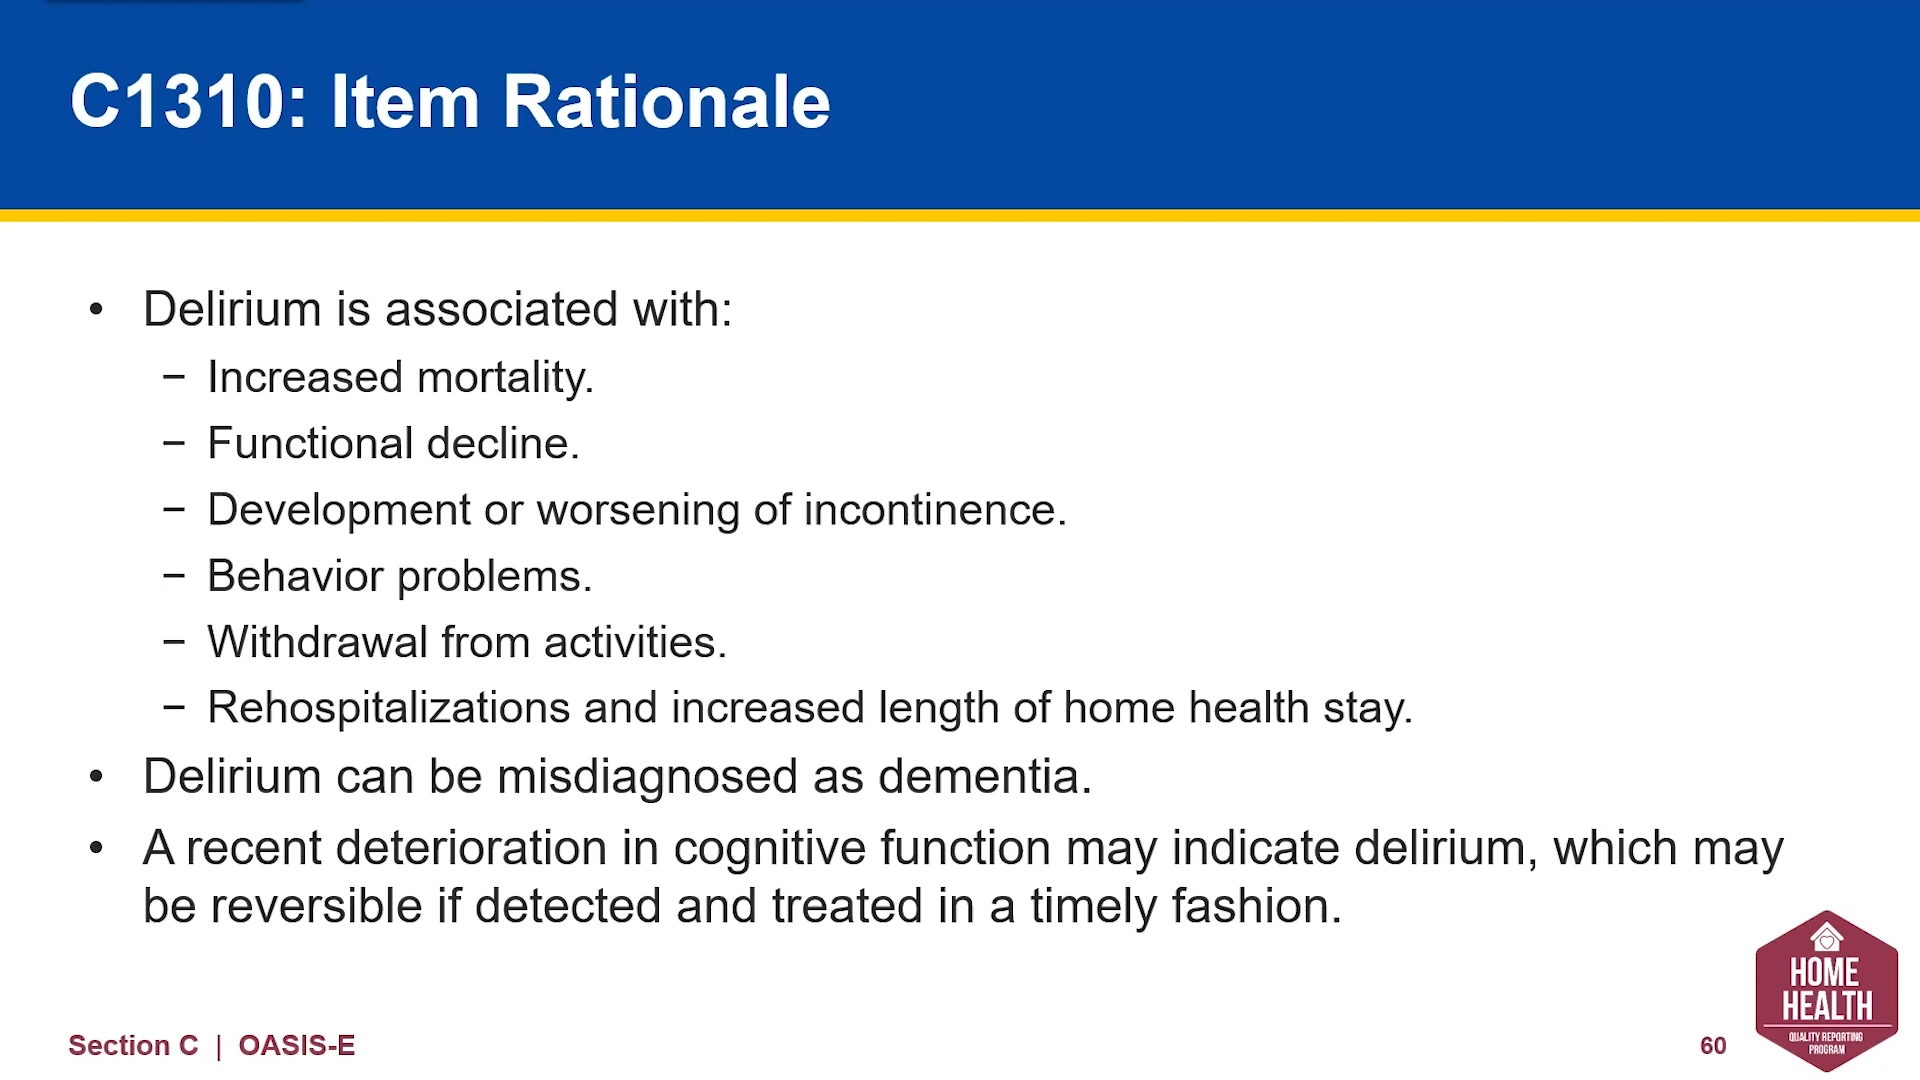 C1310: Item Rationale
• Delirium is associated with:
− Increased mortality.
− Functional decline.
− Development or worsening of incontinence.
− Behavior problems.
− Withdrawal from activities.
− Rehospitalizations and increased length of home health stay.
• Delirium can be misdiagnosed as dementia.
• A recent deterioration in cognitive function may indicate delirium, which may
be reversible if detected and treated in a timely fashion.
HOME
HEALTH
QUALITY REPORTING
PROGRAM
Section C | OASIS-E
60